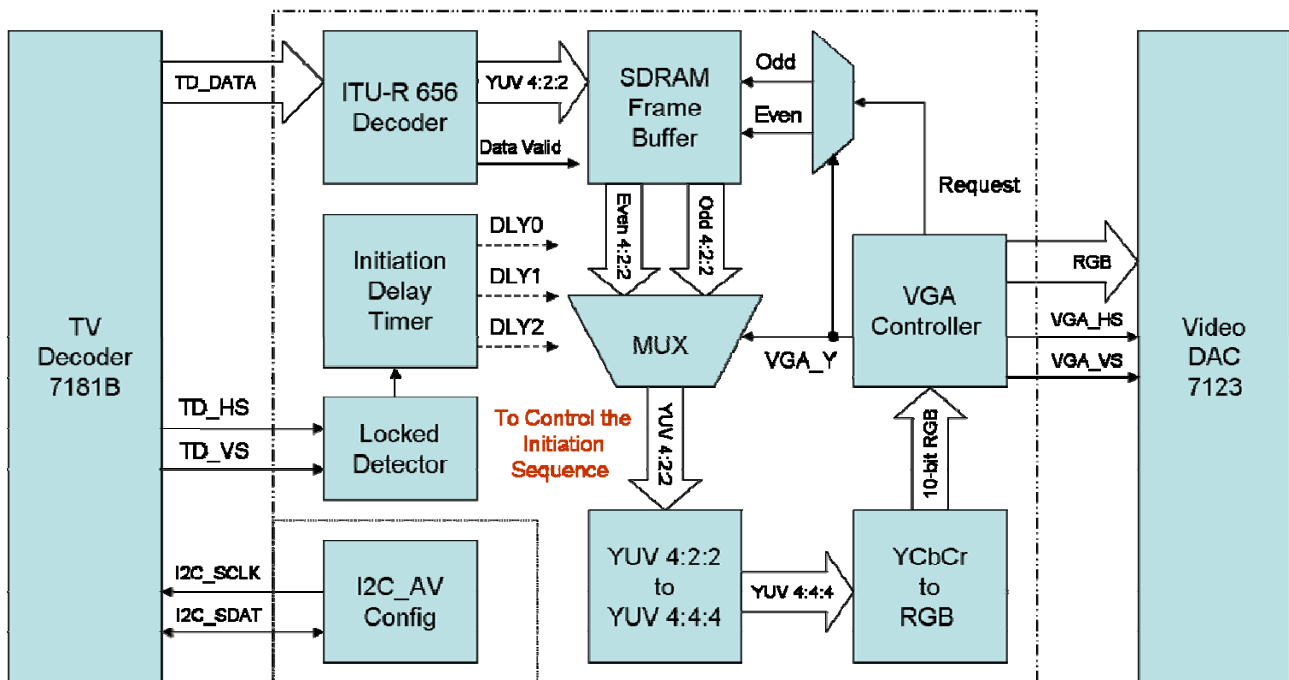 TV
Decoder
7181B
TD_DATA
ITU-R 656
Decoder
YUV 4:2:2
Data Valid
SDRAM
Frame
Buffer
Odd
Even
Request
Initiation
Delay
Timer
DLY0
DLY1
DLY2
Even 4:2:2
Odd 4:2:2
MUX
VGA_Y
VGA
Controller
RGB
VGA_HS
VGA_VS
Video
DAC
7123
TD_HS
TD_VS
Locked
Detector
To Control the
Initiation
Sequence
YUV 4:2:2
10-bit RGB
I2C_SCLK
I2C_SDAT
I2C_AV
Config
YUV 4:2:2
to
YUV 4:4:4
YUV 4:4:4
YCbCr
to
RGB